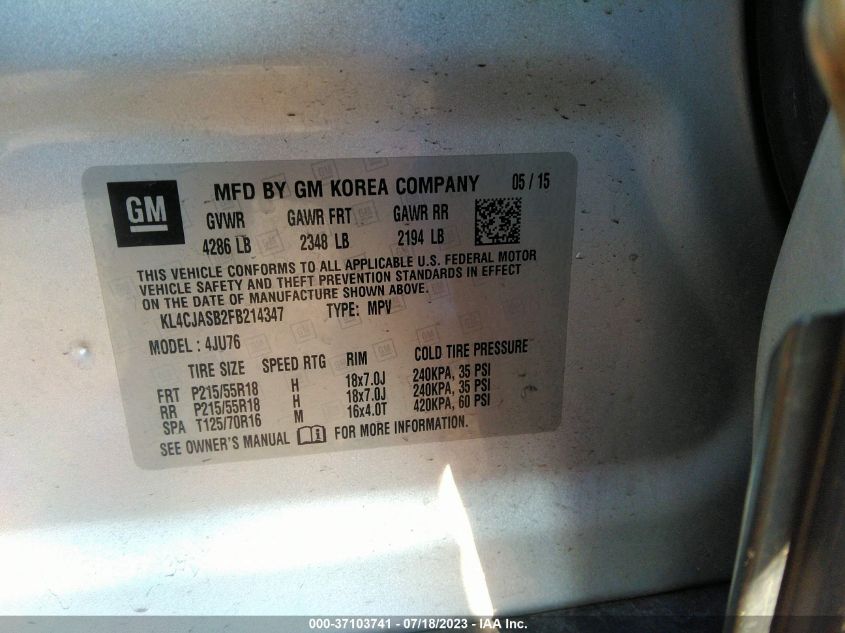 GM
MFD BY GM KOREA COMPANY 05 / 15
GVWR GAWR FRT GAWR RR
4286 LB 2348 LB 2194 LB
THIS VEHICLE CONFORMS TO ALL APPLICABLE U.S. FEDERAL MOTOR
VEHICLE SAFETY AND THEFT PREVENTION STANDARDS IN EFFECT
ON THE DATE OF MANUFACTURE SHOWN ABOVE.
KL4CJASB2FB214347 TYPE: MPV
MODEL : 4JU76
TIRE SIZE SPEED RTG RIM COLD TIRE PRESSURE
FRT P215/55R18 H 18x7.0J 240KPA, 35 PSI
RR P215/55R18 H 18x7.0J 240KPA, 35 PSI
SPA T125/70R16 M 16x4.0T 420KPA, 60 PSI
SEE OWNER'S MANUAL FOR MORE INFORMATION.
000-37103741 - 07/18/2023 - IAA Inc.